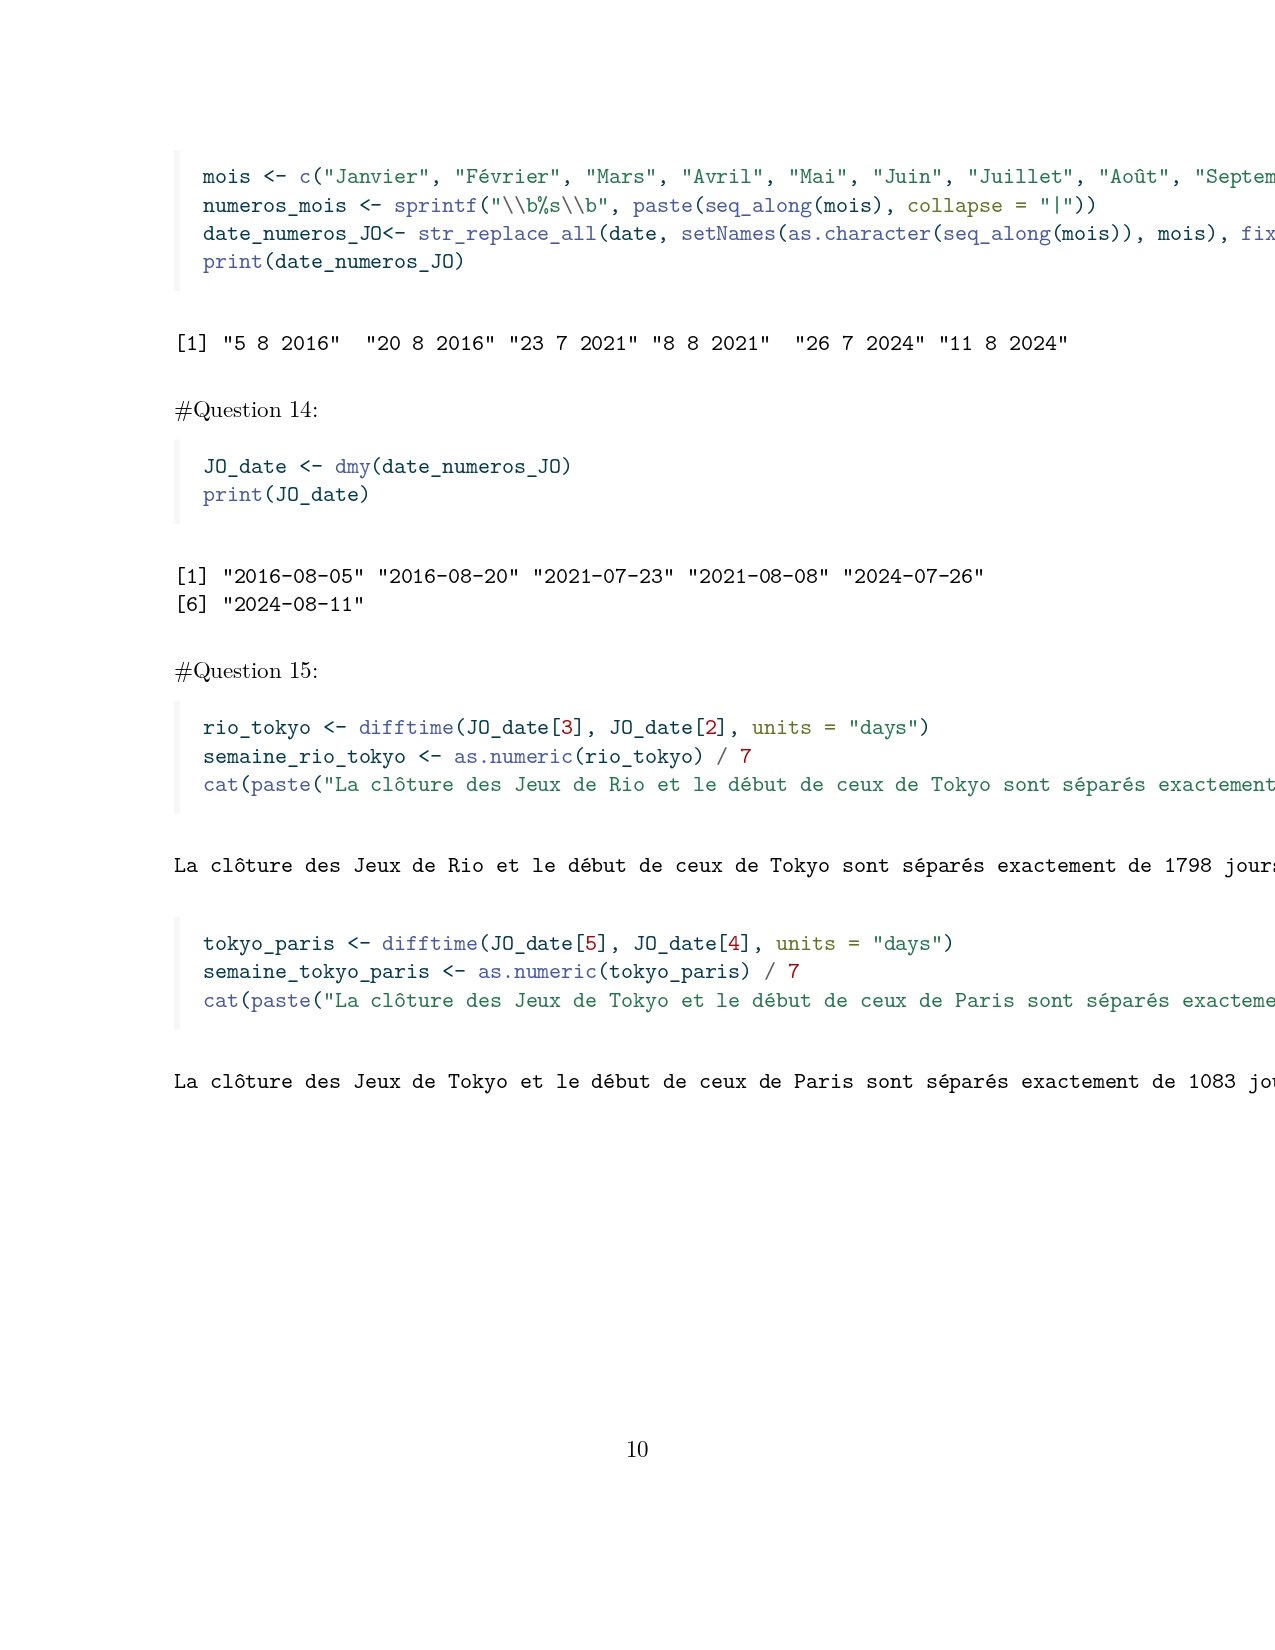 mois <- c("Janvier", "Février", "Mars", "Avril", "Mai", "Juin", "Juillet", "Août", "Septem
numeros_mois <- sprintf("\\b%s\\b", paste(seq_along(mois), collapse = "|"))
date_numeros_JO<- str_replace_all(date, setNames(as.character(seq_along(mois)), mois), fix
print(date_numeros_JO)
[1] "5 8 2016"  "20 8 2016" "23 7 2021" "8 8 2021"  "26 7 2024" "11 8 2024"
#Question 14:
JO_date <- dmy(date_numeros_JO)
print(JO_date)
[1] "2016-08-05" "2016-08-20" "2021-07-23" "2021-08-08" "2024-07-26"
[6] "2024-08-11"
#Question 15:
rio_tokyo <- difftime(JO_date[3], JO_date[2], units = "days")
semaine_rio_tokyo <- as.numeric(rio_tokyo) / 7
cat(paste("La clôture des Jeux de Rio et le début de ceux de Tokyo sont séparés exactement
La clôture des Jeux de Rio et le début de ceux de Tokyo sont séparés exactement de 1798 jours
tokyo_paris <- difftime(JO_date[5], JO_date[4], units = "days")
semaine_tokyo_paris <- as.numeric(tokyo_paris) / 7
cat(paste("La clôture des Jeux de Tokyo et le début de ceux de Paris sont séparés exacteme
La clôture des Jeux de Tokyo et le début de ceux de Paris sont séparés exactement de 1083 jou
10